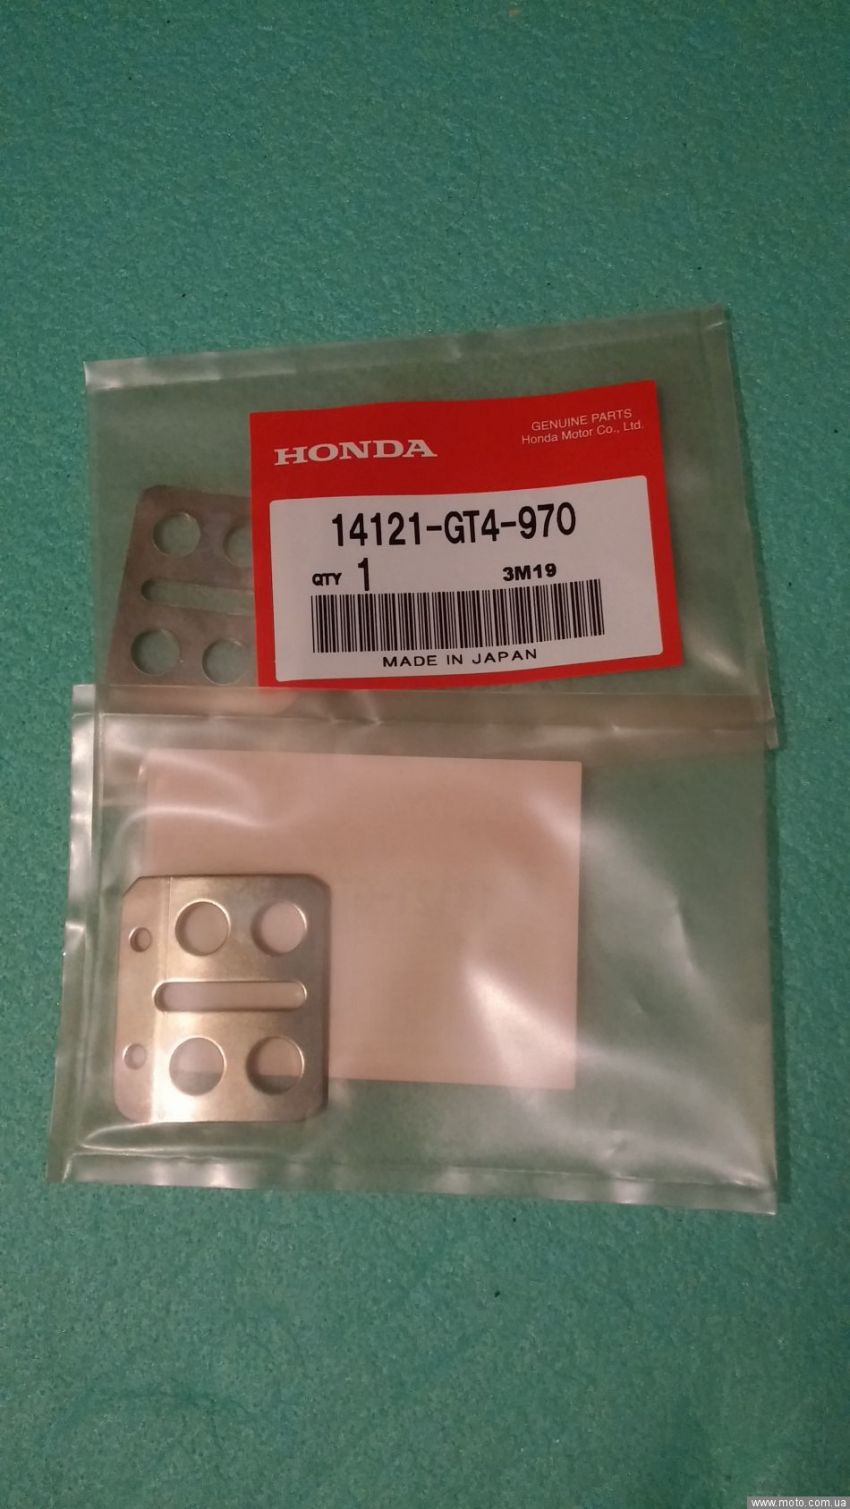 HONDA
GENUINE PARTS
Honda Motor Co., Ltd.
14121-GT4-970
QTY 1 3M19
MADE IN JAPAN
www.moto.com.ua